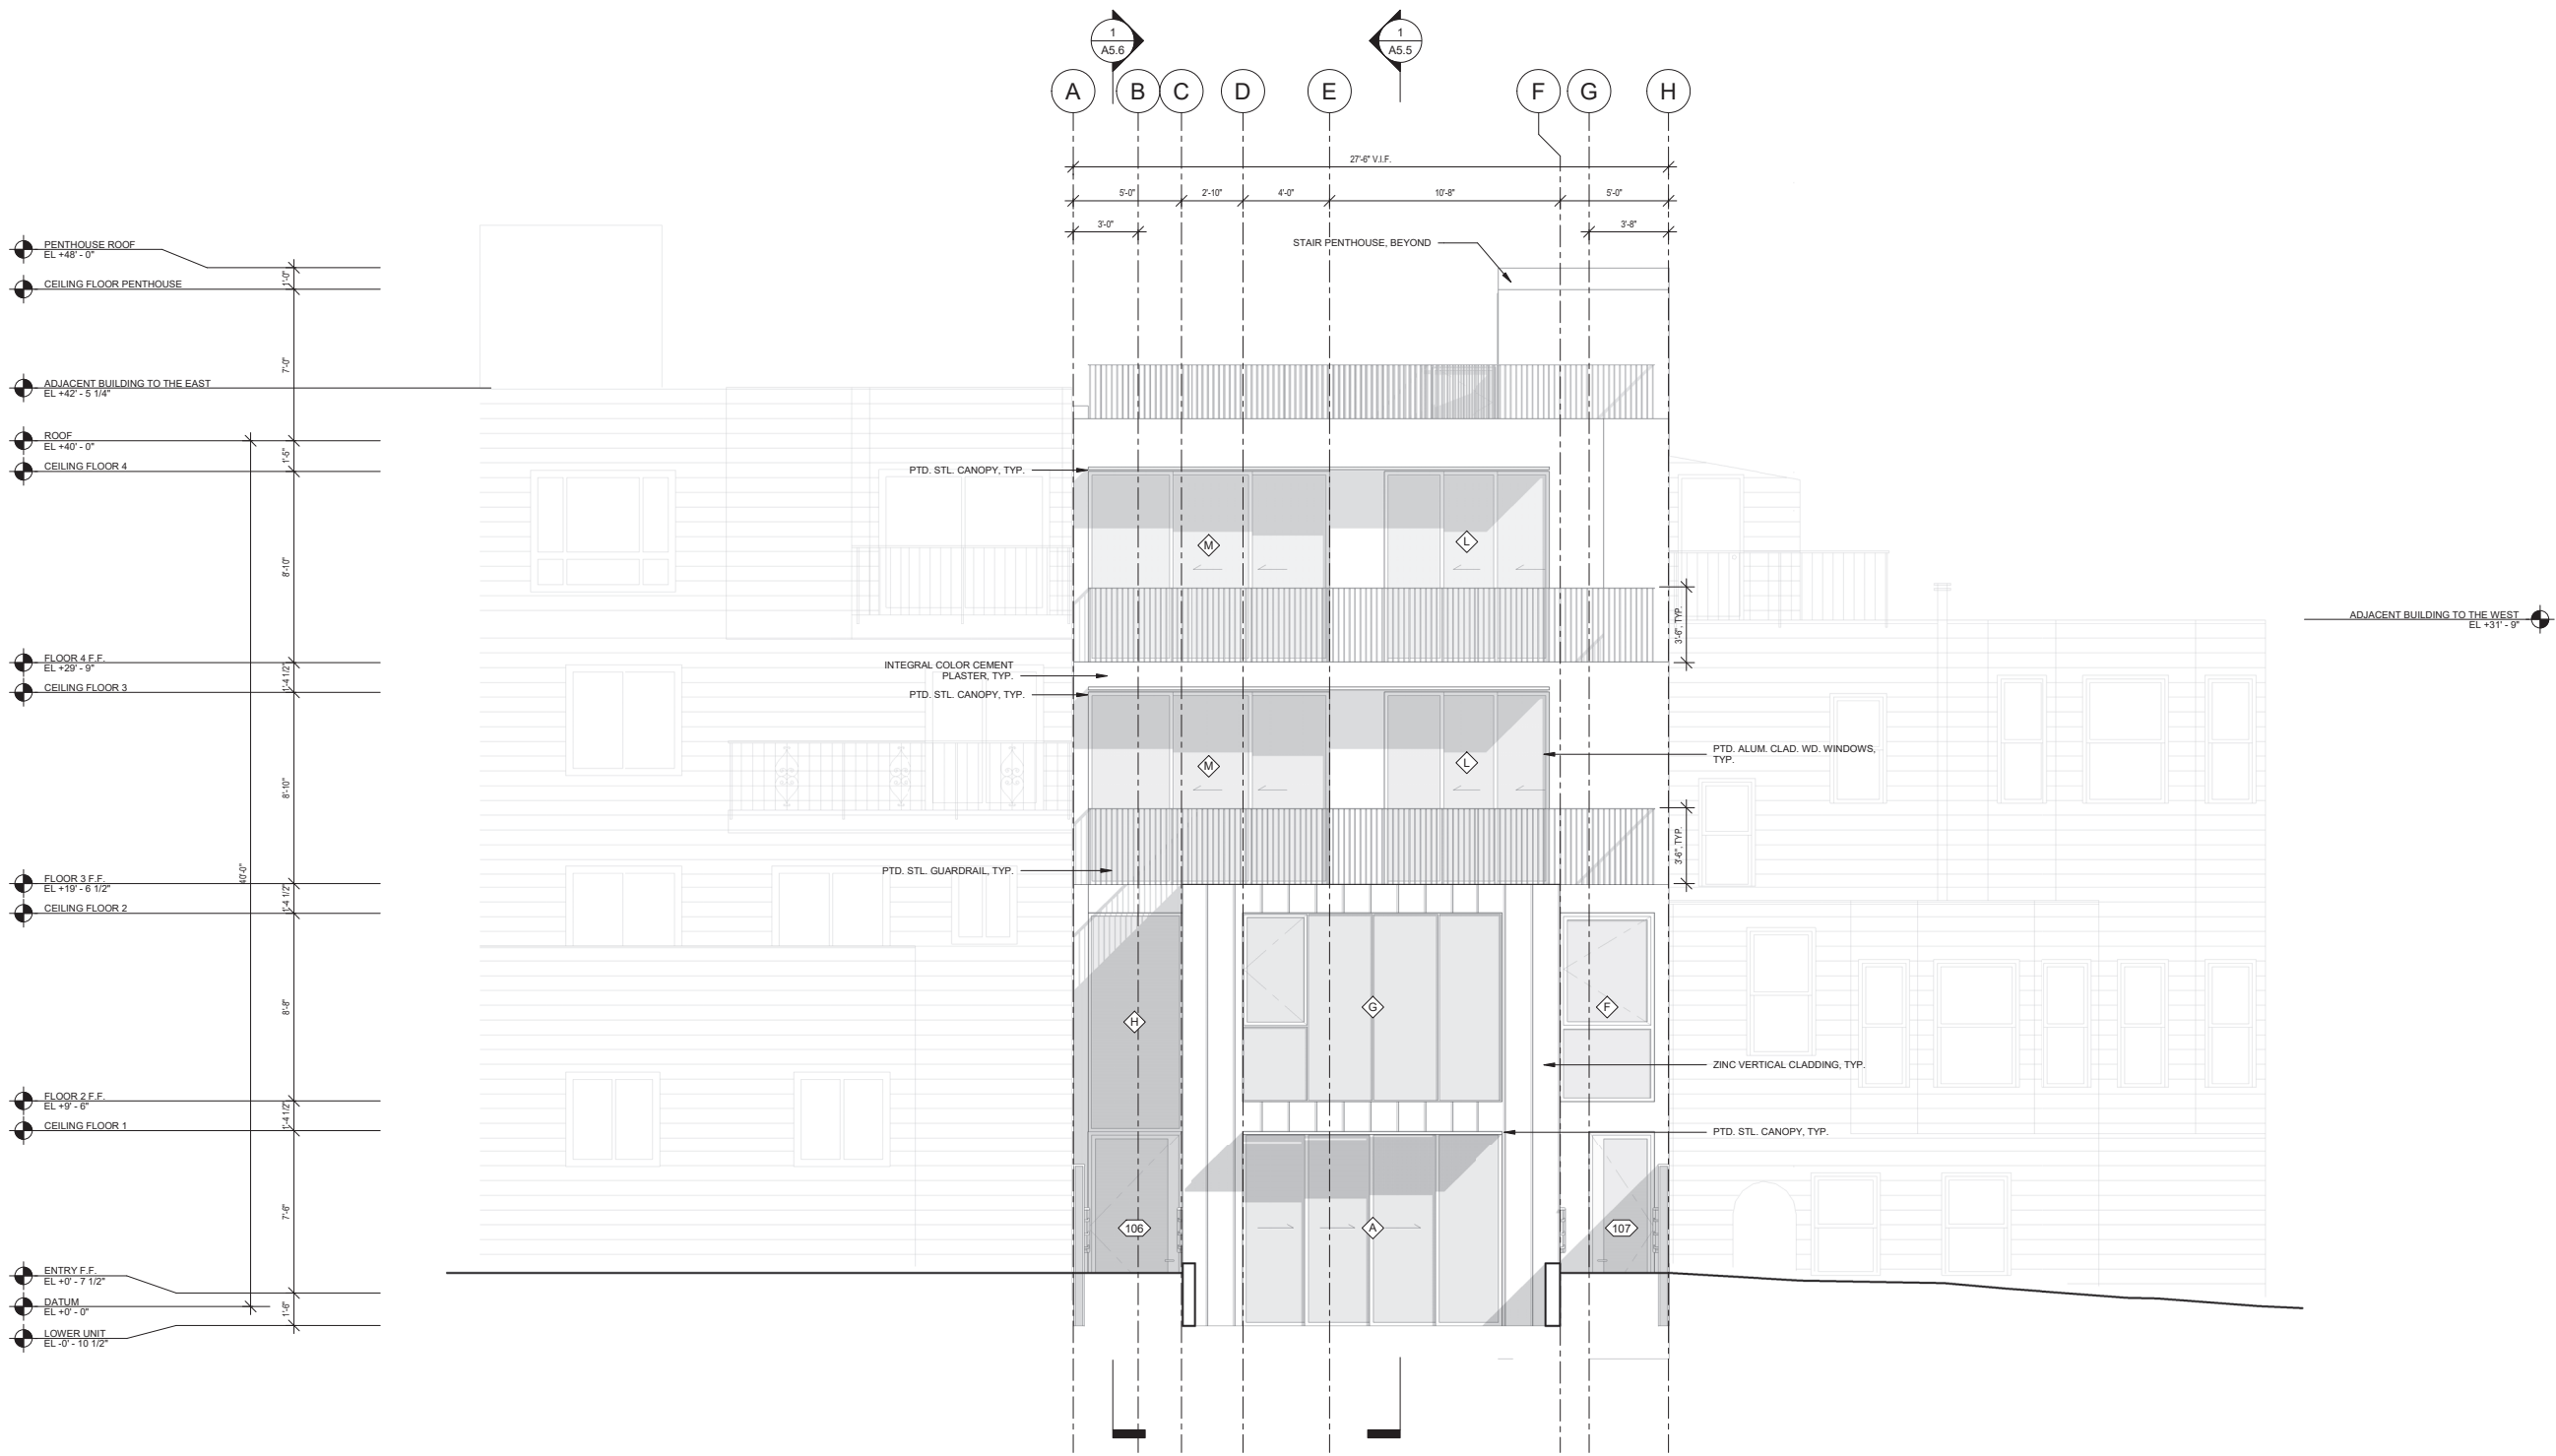 1
A5.6
1
A5.5
A
B
C
D
E
F
G
H
27'-6" V.I.F.
5'-0"
2'-10"
4'-0"
10'-8"
5'-0"
3'-0"
3'-8"
STAIR PENTHOUSE, BEYOND
PENTHOUSE ROOF
EL +48' - 0"
1'-0"
CEILING FLOOR PENTHOUSE
7'-0"
ADJACENT BUILDING TO THE EAST
EL +42' - 5 1/4"
ROOF
EL +40' - 0"
1'-5"
CEILING FLOOR 4
PTD. STL. CANOPY, TYP.
M
L
8'-10"
3'-6", TYP.
ADJACENT BUILDING TO THE WEST
EL +31' - 9"
FLOOR 4 F.F.
EL +29' - 9"
1'-4 1/2"
CEILING FLOOR 3
INTEGRAL COLOR CEMENT
PLASTER, TYP.
PTD. STL. CANOPY, TYP.
PTD. ALUM. CLAD. WD. WINDOWS,
TYP.
M
L
8'-10"
3'-6", TYP.
40'-0"
PTD. STL. GUARDRAIL, TYP.
FLOOR 3 F.F.
EL +19' - 6 1/2"
1'-4 1/2"
CEILING FLOOR 2
8'-8"
H
G
F
ZINC VERTICAL CLADDING, TYP.
FLOOR 2 F.F.
EL +9' - 6"
1'-4 1/2"
CEILING FLOOR 1
PTD. STL. CANOPY, TYP.
7'-6"
106
A
107
ENTRY F.F.
EL +0' - 7 1/2"
DATUM
EL +0' - 0"
1'-6"
LOWER UNIT
EL -0' - 10 1/2"